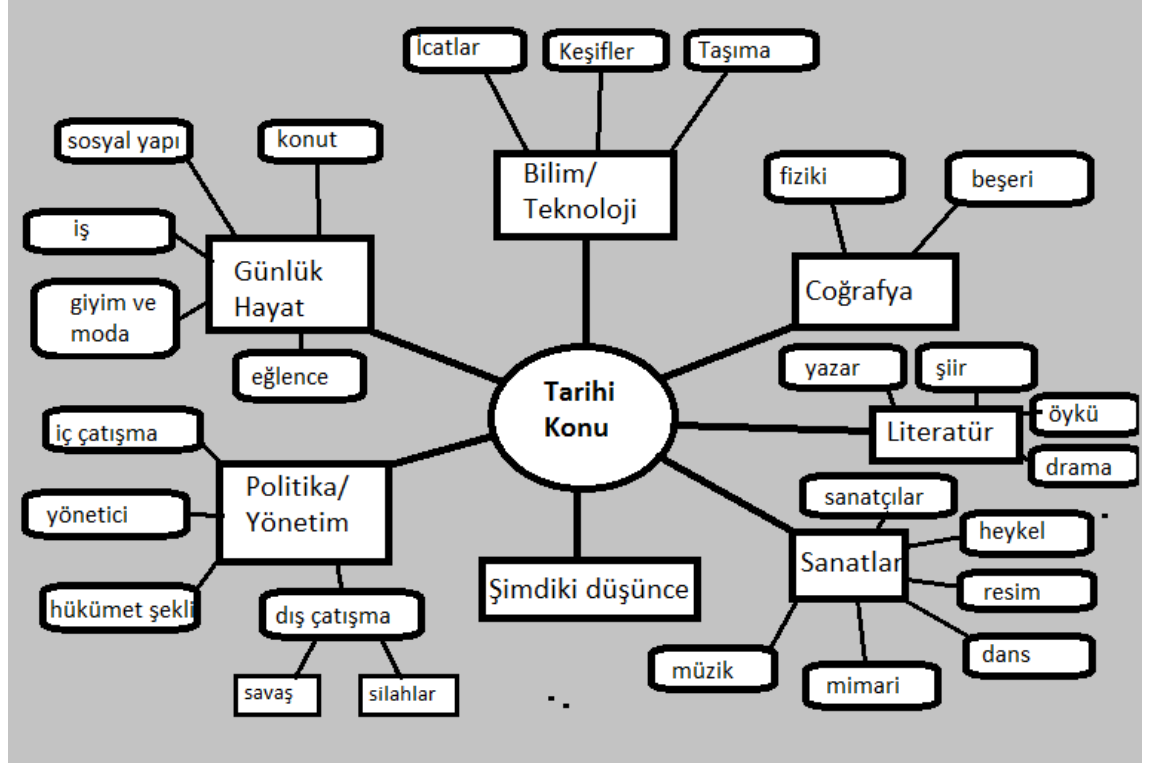 İcatlar
Keşifler
Taşıma
sosyal yapı
konut
Bilim/
Teknoloji
fiziki
beşeri
iş
Günlük
Hayat
giyim ve
moda
eğlence
Coğrafya
Tarihi
Konu
yazar
şiir
öykü
Literatür
drama
iç çatışma
yönetici
Politika/
Yönetim
hükümet şekli
dış çatışma
savaş
silahlar
Şimdiki düşünce
sanatçılar
heykel
Sanatlar
resim
dans
müzik
mimari